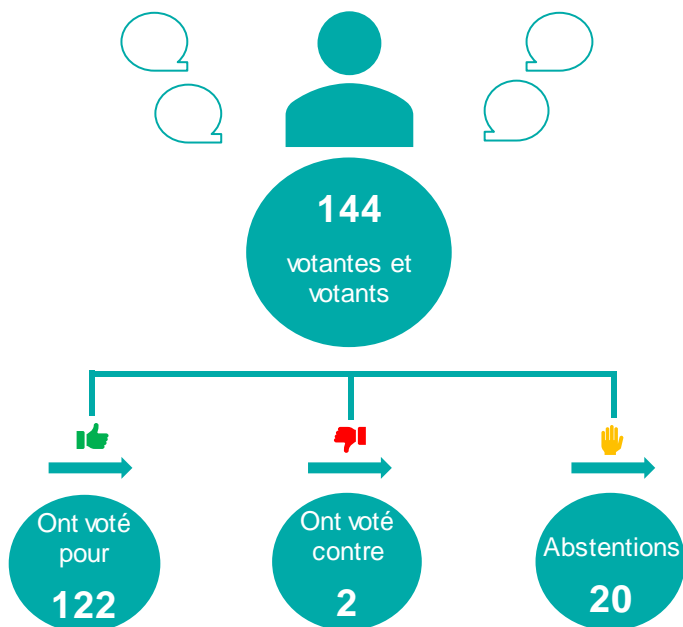 144
votantes et
votants
Ont voté
pour
122
Ont voté
contre
2
Abstentions
20